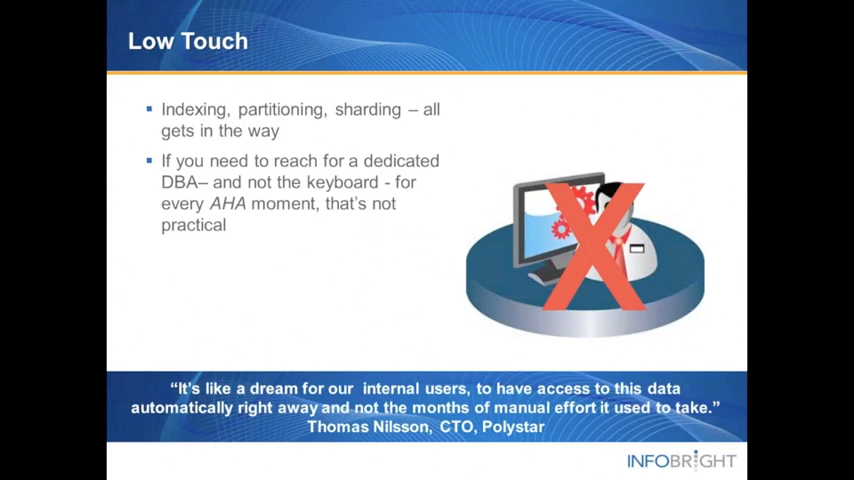 Low Touch
Indexing, partitioning, sharding – all
gets in the way
If you need to reach for a dedicated
DBA– and not the keyboard - for
every AHA moment, that's not
practical
“It's like a dream for our internal users, to have access to this data
automatically right away and not the months of manual effort it used to take.”
Thomas Nilsson, CTO, Polystar
INFOBRIGHT